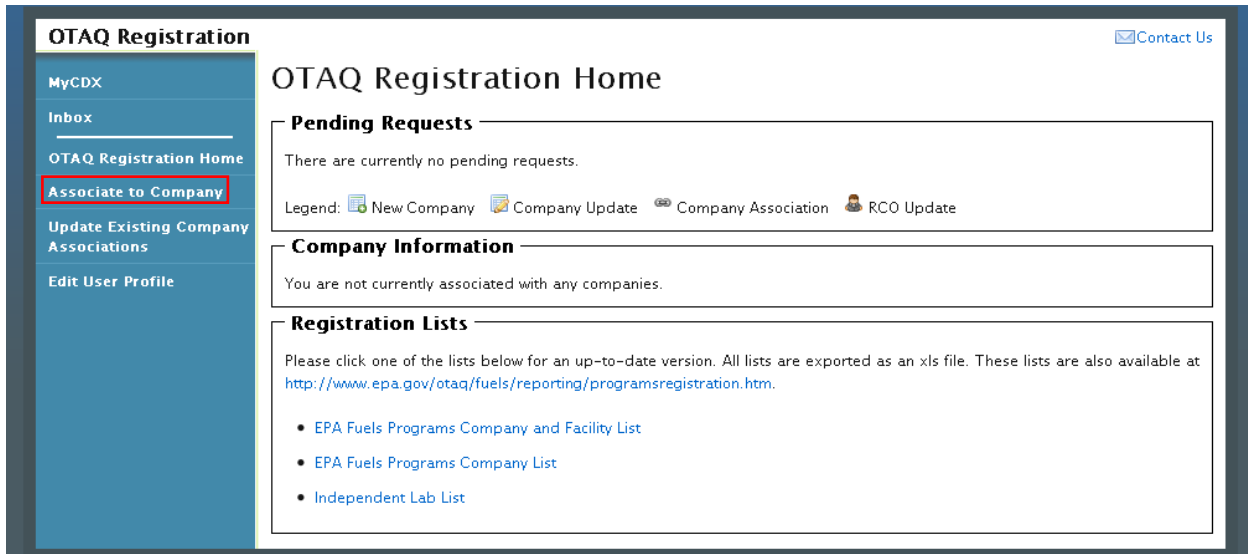 OTAQ Registration
Contact Us
MyCDX
Inbox
OTAQ Registration Home
Associate to Company
Update Existing Company
Associations
Edit User Profile
OTAQ Registration Home
Pending Requests
There are currently no pending requests.
Legend: New Company Company Update Company Association RCO Update
Company Information
You are not currently associated with any companies.
Registration Lists
Please click one of the lists below for an up-to-date version. All lists are exported as an xls file. These lists are also available at
http://www.epa.gov/otaq/fuels/reporting/programsregistration.htm.
• EPA Fuels Programs Company and Facility List
• EPA Fuels Programs Company List
• Independent Lab List